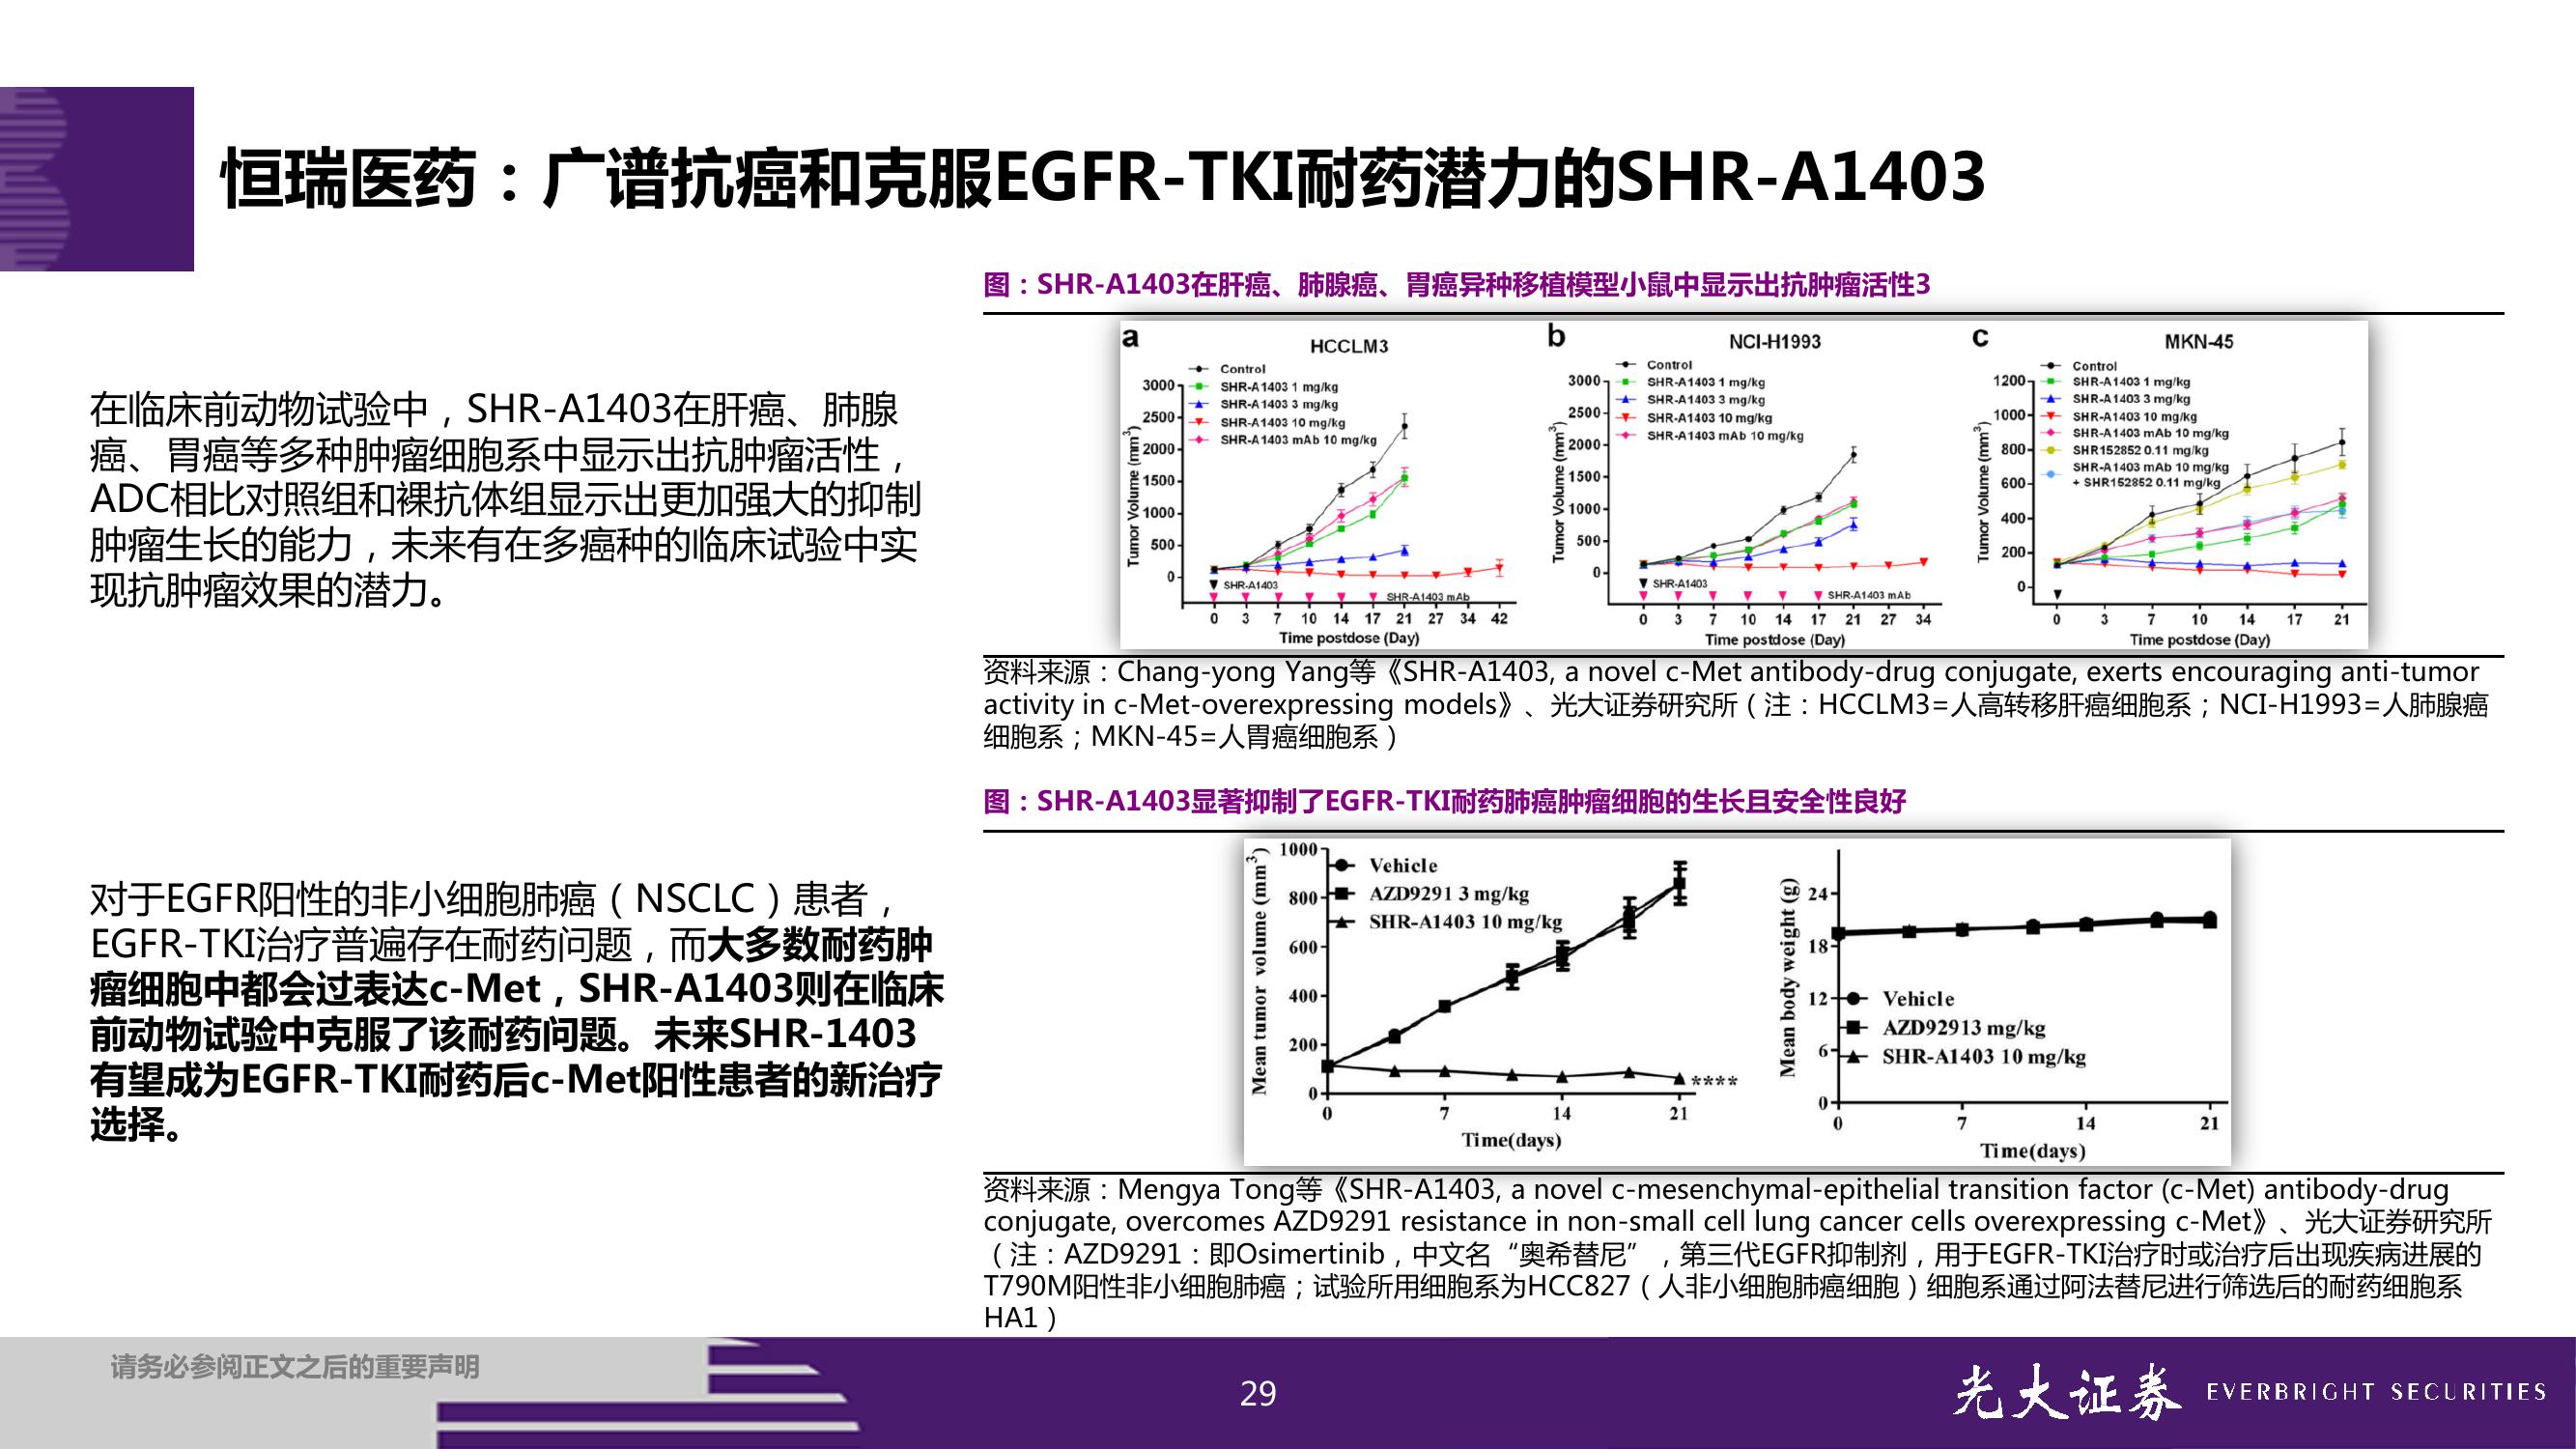 恒瑞医药：广谱抗癌和克服EGFR-TKI耐药潜力的SHR-A1403
在临床前动物试验中，SHR-A1403在肝癌、肺腺
癌、胃癌等多种肿瘤细胞系中显示出抗肿瘤活性，
ADC相比对照组和裸抗体组显示出更加强大的抑制
肿瘤生长的能力，未来有在多癌种的临床试验中实
现抗肿瘤效果的潜力。
对于EGFR阳性的非小细胞肺癌（NSCLC）患者，
EGFR-TKI治疗普遍存在耐药问题，而大多数耐药肿
瘤细胞中都会过表达c-Met，SHR-A1403则在临床
前动物试验中克服了该耐药问题。未来SHR-1403
有望成为EGFR-TKI耐药后c-Met阳性患者的新治疗
选择。
图：SHR-A1403在肝癌、肺腺癌、胃癌异种移植模型小鼠中显示出抗肿瘤活性3
a
HCCLM3
Control
SHR-A1403 1 mg/kg
SHR-A1403 3 mg/kg
SHR-A1403 10 mg/kg
SHR-A1403 mAb 10 mg/kg
Tumor Volume (mm³)
3000
2500
2000
1500
1000
500
0
SHR-A1403
SHR-A1403 mAb
0 3 7 10 14 17 21 27 34 42
Time postdose (Day)
b
NCI-H1993
Control
SHR-A1403 1 mg/kg
SHR-A1403 3 mg/kg
SHR-A1403 10 mg/kg
SHR-A1403 mAb 10 mg/kg
Tumor Volume (mm³)
3000
2500
2000
1500
1000
500
0
SHR-A1403
SHR-A1403 mAb
0 3 7 10 14 17 21 27 34
Time postdose (Day)
c
MKN-45
Control
SHR-A1403 1 mg/kg
SHR-A1403 3 mg/kg
SHR-A1403 10 mg/kg
SHR-A1403 mAb 10 mg/kg
SHR152852 0.11 mg/kg
SHR-A1403 mAb 10 mg/kg
+ SHR152852 0.11 mg/kg
Tumor Volume (mm³)
1200
1000
800
600
400
200
0
0 3 7 10 14 17 21
Time postdose (Day)
资料来源：Chang-yong Yang等《SHR-A1403, a novel c-Met antibody-drug conjugate, exerts encouraging anti-tumor
activity in c-Met-overexpressing models》、光大证券研究所（注：HCCLM3=人高转移肝癌细胞系；NCI-H1993=人肺腺癌
细胞系；MKN-45=人胃癌细胞系）
图：SHR-A1403显著抑制了EGFR-TKI耐药肺癌肿瘤细胞的生长且安全性良好
Mean tumor volume (mm³)
1000
800
600
400
200
0
Vehicle
AZD9291 3 mg/kg
SHR-A1403 10 mg/kg
****
0 7 14 21
Time(days)
Mean body weight (g)
24
18
12
6
0
Vehicle
AZD92913 mg/kg
SHR-A1403 10 mg/kg
0 7 14 21
Time(days)
资料来源：Mengya Tong等《SHR-A1403, a novel c-mesenchymal-epithelial transition factor (c-Met) antibody-drug
conjugate, overcomes AZD9291 resistance in non-small cell lung cancer cells overexpressing c-Met》、光大证券研究所
（注：AZD9291：即Osimertinib，中文名“奥希替尼”，第三代EGFR抑制剂，用于EGFR-TKI治疗时或治疗后出现疾病进展的
T790M阳性非小细胞肺癌；试验所用细胞系为HCC827（人非小细胞肺癌细胞）细胞系通过阿法替尼进行筛选后的耐药细胞系
HA1）
请务必参阅正文之后的重要声明
29
光大证券 EVERBRIGHT SECURITIES